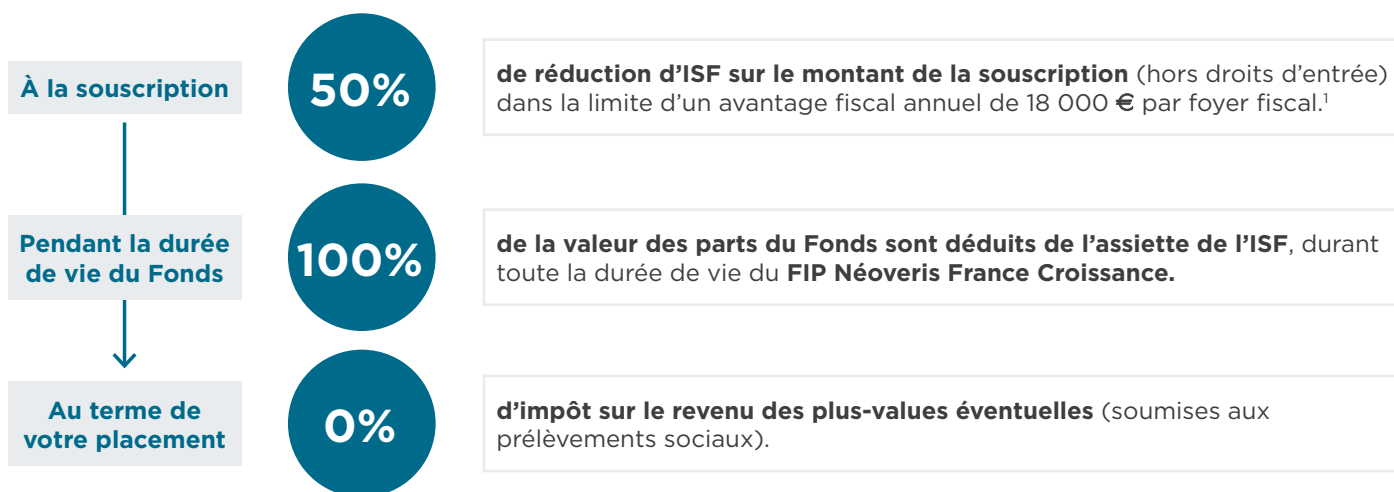 À la souscription
50%
de réduction d’ISF sur le montant de la souscription (hors droits d’entrée)
dans la limite d’un avantage fiscal annuel de 18 000 € par foyer fiscal.¹
Pendant la durée
de vie du Fonds
100%
de la valeur des parts du Fonds sont déduits de l’assiette de l’ISF, durant
toute la durée de vie du FIP Néoveris France Croissance.
Au terme de
votre placement
0%
d’impôt sur le revenu des plus-values éventuelles (soumises aux
prélèvements sociaux).